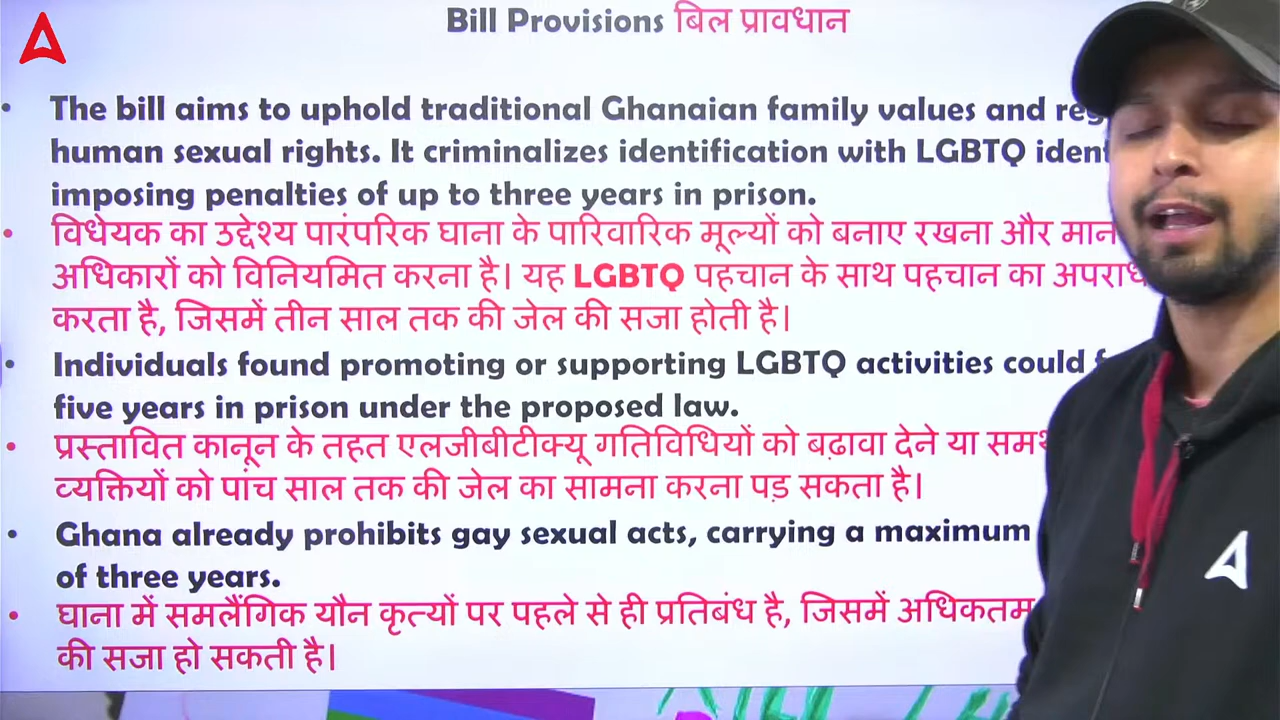 Bill Provisions बिल प्रावधान
The bill aims to uphold traditional Ghanaian family values and
human sexual rights. It criminalizes identification with LGBTQ
imposing penalties of up to three years in prison.
विधेयक का उद्देश्य पारंपरिक घाना के पारिवारिक मूल्यों को बनाए रखना और
अधिकारों को विनियमित करना है। यह LGBTQ पहचान के साथ पहचान का
करता है, जिसमें तीन साल तक की जेल की सजा होती है।
Individuals found promoting or supporting LGBTQ activities could
five years in prison under the proposed law.
प्रस्तावित कानून के तहत एलजीबीटीक्यू गतिविधियों को बढ़ावा देने या
व्यक्तियों को पांच साल तक की जेल का सामना करना पड़ सकता है।
Ghana already prohibits gay sexual acts, carrying a maximum
of three years.
घाना में समलैंगिक यौन कृत्यों पर पहले से ही प्रतिबंध है, जिसमें अधिकतम
की सजा हो सकती है।